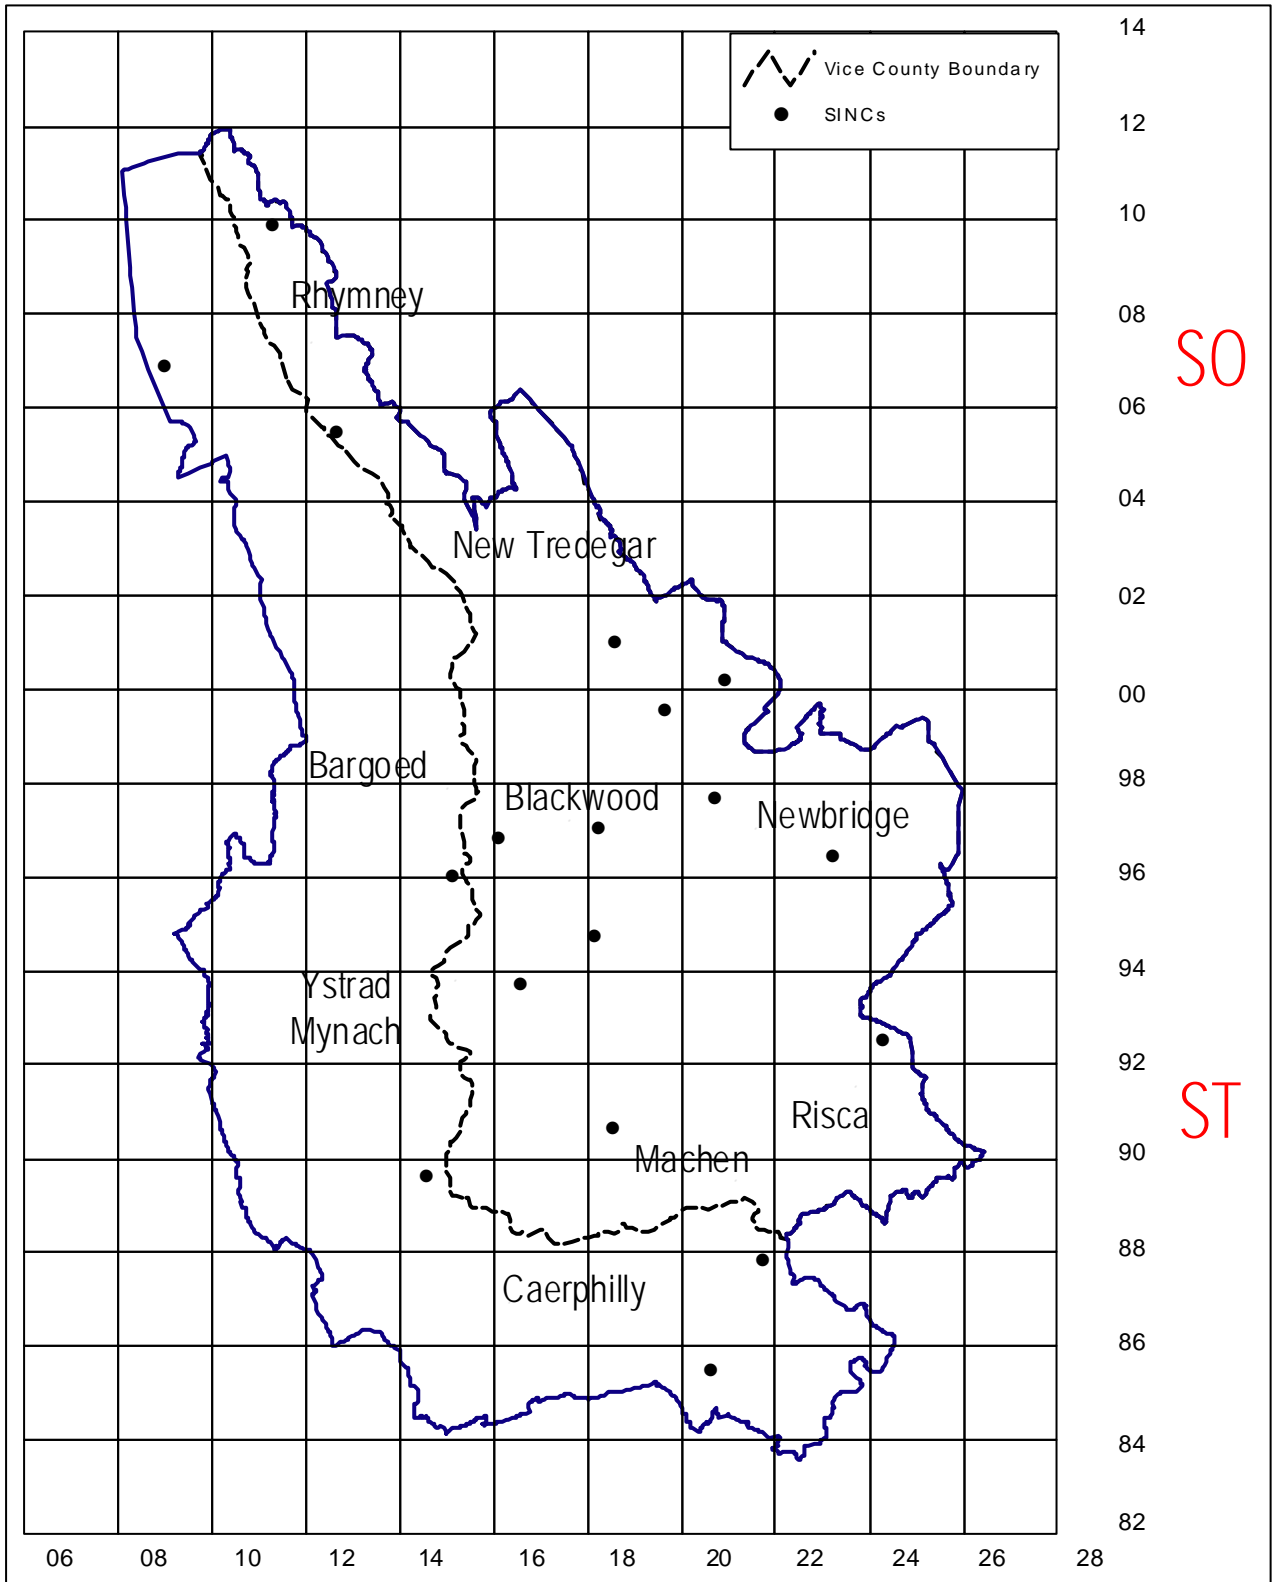 14
Vice County Boundary
SINCs
12
10
Rhymney
08
SO
06
04
New Tredegar
02
00
Bargoed
98
Blackwood
Newbridge
96
94
Ystrad
Mynach
92
ST
Risca
90
Machen
88
Caerphilly
86
84
82
06 08 10 12 14 16 18 20 22 24 26 28